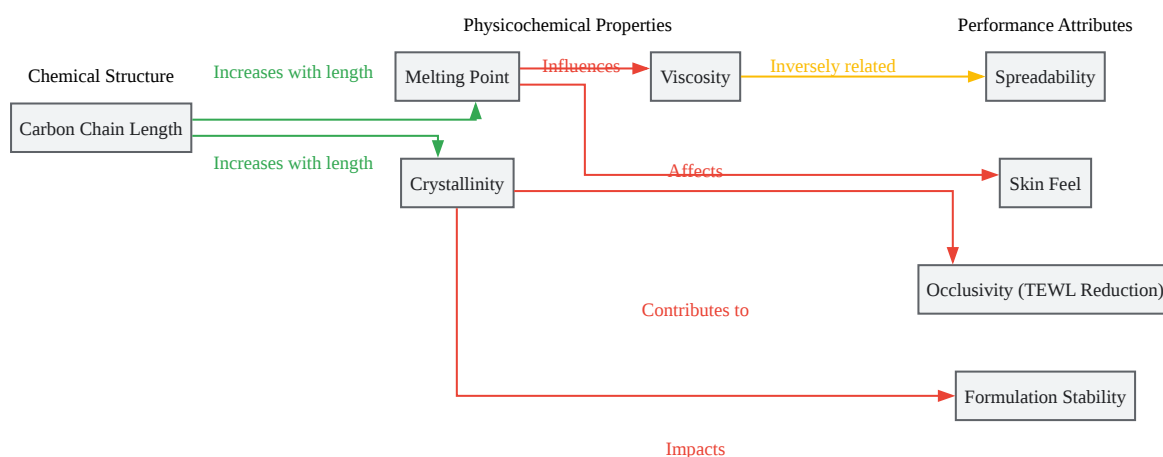 Physicochemical Properties
Performance Attributes
Chemical Structure
Increases with length
Melting Point
Influences
Viscosity
Inversely related
Spreadability
Carbon Chain Length
Increases with length
Crystallinity
Affects
Skin Feel
Occlusivity (TEWL Reduction)
Contributes to
Formulation Stability
Impacts